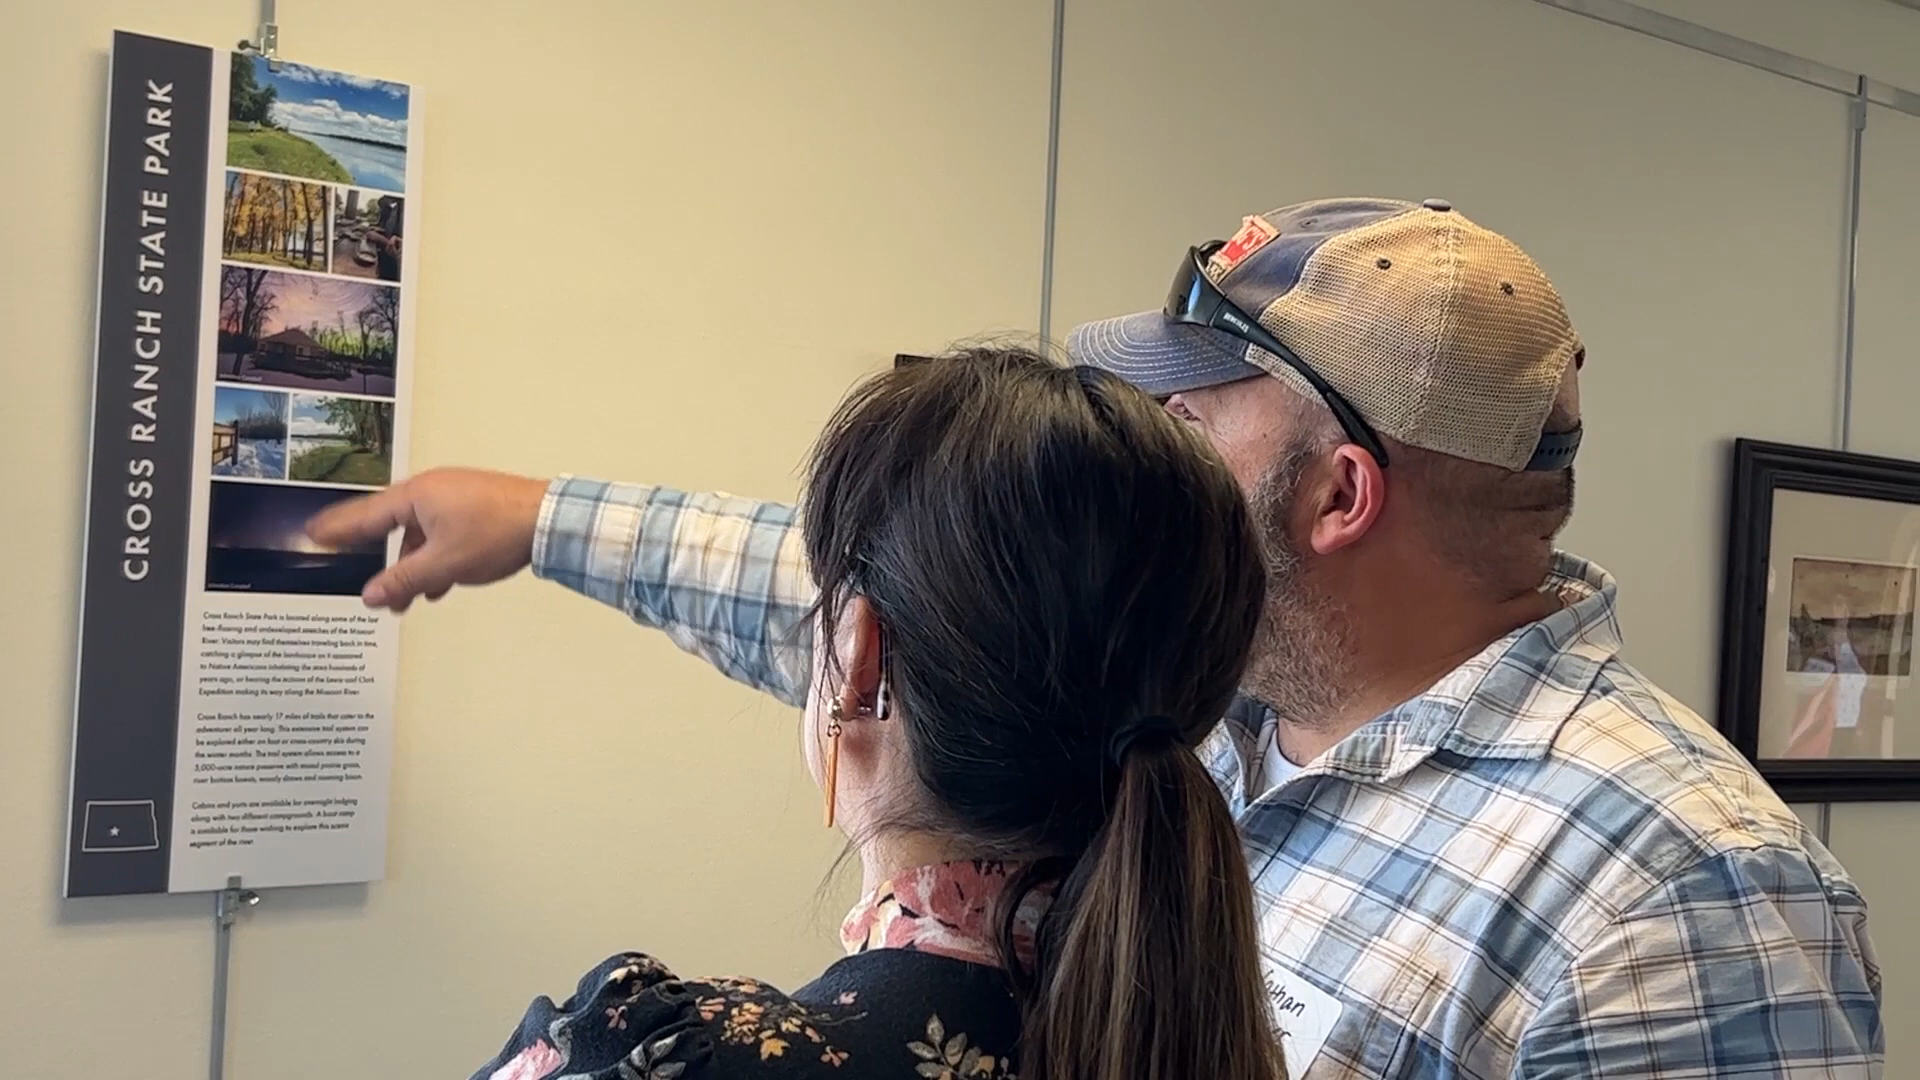 CROSS RANCH STATE PARK
Cross Ranch State Park is located along some of the last
free-flowing and undeveloped stretches of the Missouri
River. Visitors may find themselves traveling back in time,
catching a glimpse of the landscape as it appeared
to Native Americans inhabiting the area hundreds of
years ago, or hearing the echoes of the Lewis and Clark
Expedition making its way along the Missouri River.
Cross Ranch has nearly 17 miles of trails that cater to the
adventurer all year long. This extensive trail system can
be explored either on foot or cross-country skis during
the winter months. The trail system allows access to a
5,000-acre nature preserve with mixed prairie grass,
river bottom forests, woody draws and roaming bison.
Cabins and yurts are available for overnight lodging
along with two different campgrounds. A boat ramp
is available for those wishing to explore this scenic
segment of the river.
HERCULES
athan